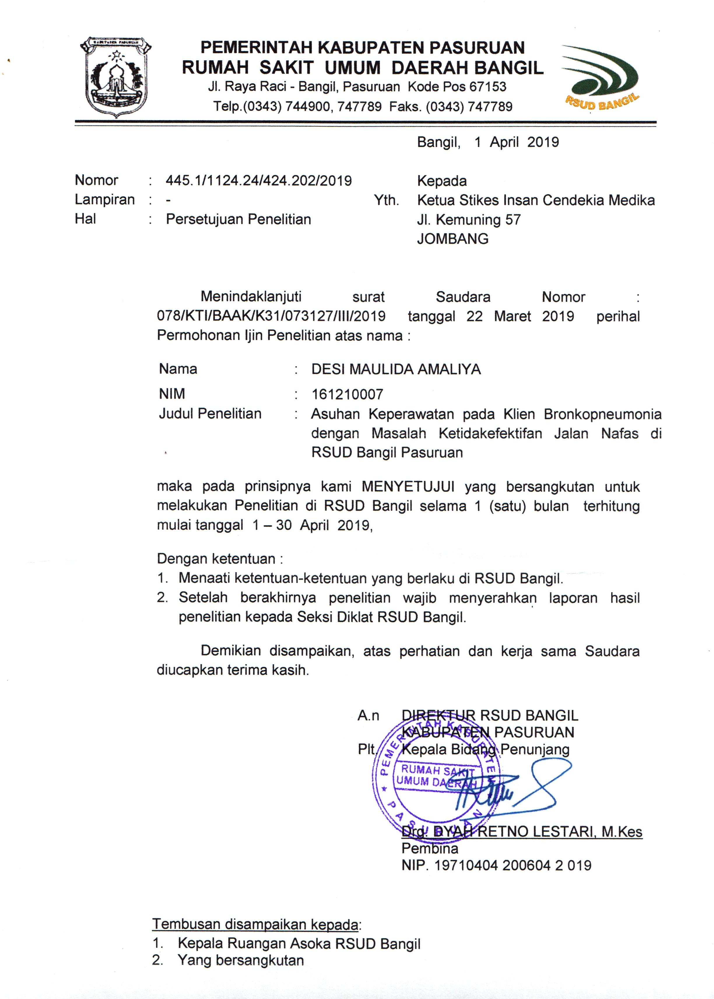 KABUPATEN PASURUAN
PEMERINTAH KABUPATEN PASURUAN
RUMAH SAKIT UMUM DAERAH BANGIL
Jl. Raya Raci - Bangil, Pasuruan Kode Pos 67153
Telp.(0343) 744900, 747789 Faks. (0343) 747789
RSUD BANGIL
Bangil, 1 April 2019
Nomor : 445.1/1124.24/424.202/2019
Lampiran : -
Hal : Persetujuan Penelitian
Kepada
Yth. Ketua Stikes Insan Cendekia Medika
Jl. Kemuning 57
JOMBANG
Menindaklanjuti surat Saudara Nomor :
078/KTI/BAAK/K31/073127/III/2019 tanggal 22 Maret 2019 perihal
Permohonan Ijin Penelitian atas nama :
Nama : DESI MAULIDA AMALIYA
NIM : 161210007
Judul Penelitian : Asuhan Keperawatan pada Klien Bronkopneumonia
dengan Masalah Ketidakefektifan Jalan Nafas di
RSUD Bangil Pasuruan
maka pada prinsipnya kami MENYETUJUI yang bersangkutan untuk
melakukan Penelitian di RSUD Bangil selama 1 (satu) bulan terhitung
mulai tanggal 1 – 30 April 2019,
Dengan ketentuan :
1. Menaati ketentuan-ketentuan yang berlaku di RSUD Bangil.
2. Setelah berakhirnya penelitian wajib menyerahkan laporan hasil
penelitian kepada Seksi Diklat RSUD Bangil.
Demikian disampaikan, atas perhatian dan kerja sama Saudara
diucapkan terima kasih.
A.n DIREKTUR RSUD BANGIL
KABUPATEN PASURUAN
Plt. Kepala Bidang Penunjang
PEMERINTAH KABUPATEN
RUMAH SAKIT
UMUM DAERAH
PASURUAN
Drg. DYAH RETNO LESTARI, M.Kes
Pembina
NIP. 19710404 200604 2 019
Tembusan disampaikan kepada:
1. Kepala Ruangan Asoka RSUD Bangil
2. Yang bersangkutan